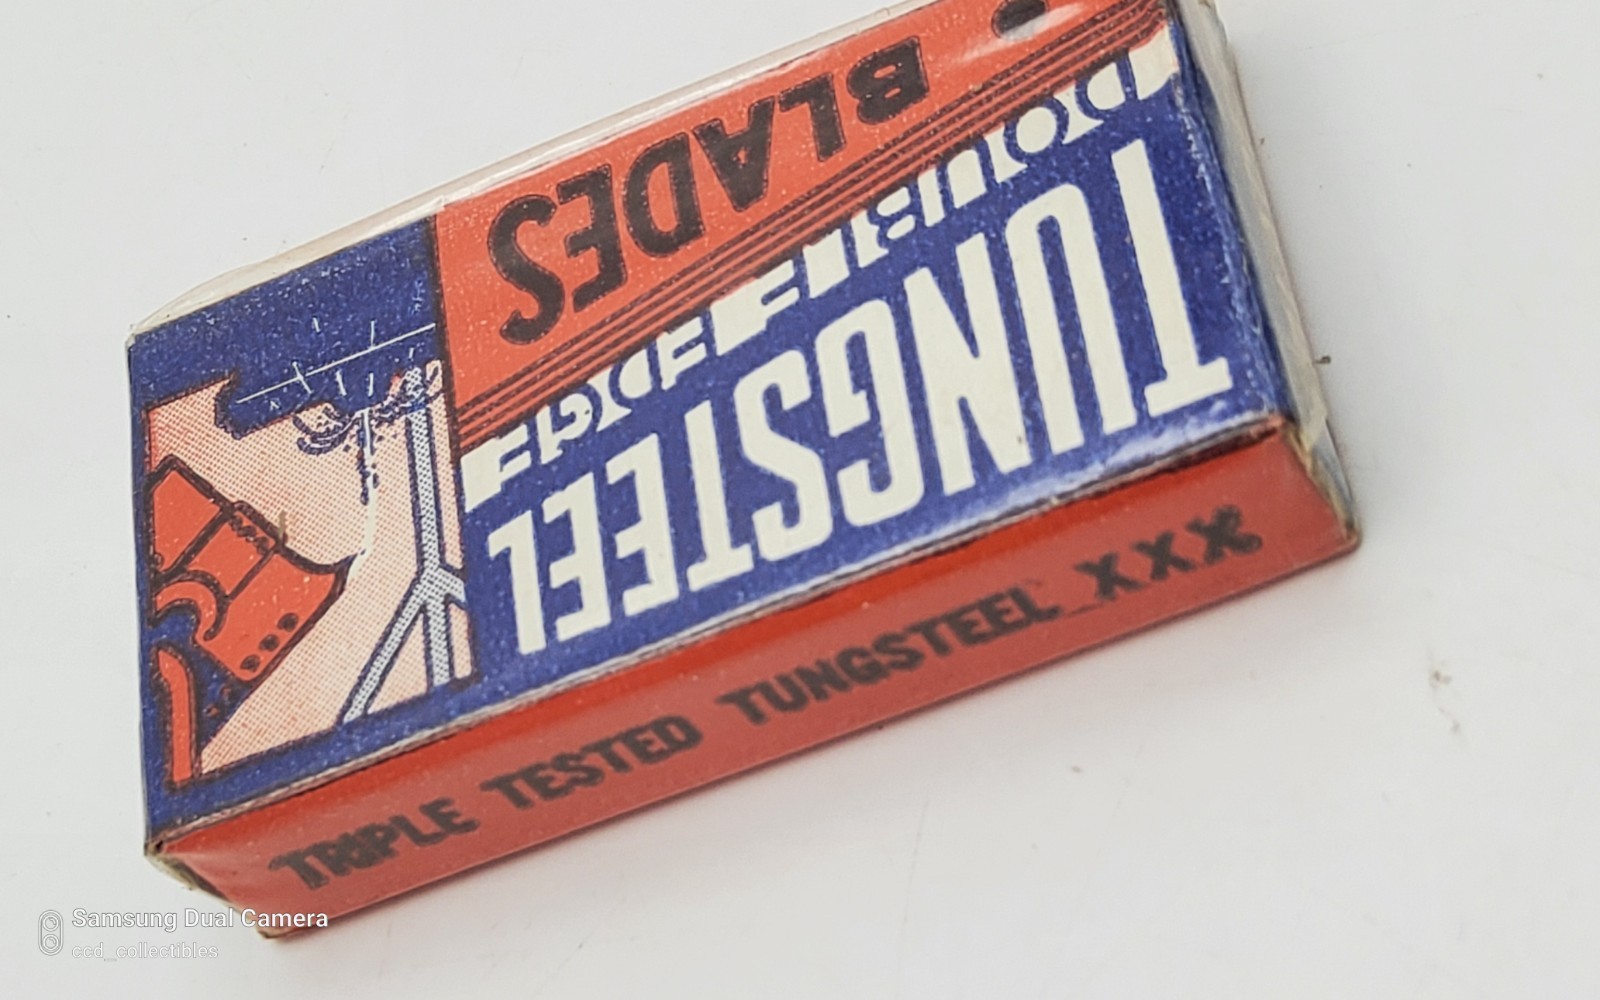 TUNGSTEEL
DOUBLE EDGE
BLADES
TRIPLE TESTED TUNGSTEEL XXX
Samsung Dual Camera
ccd_collectibles